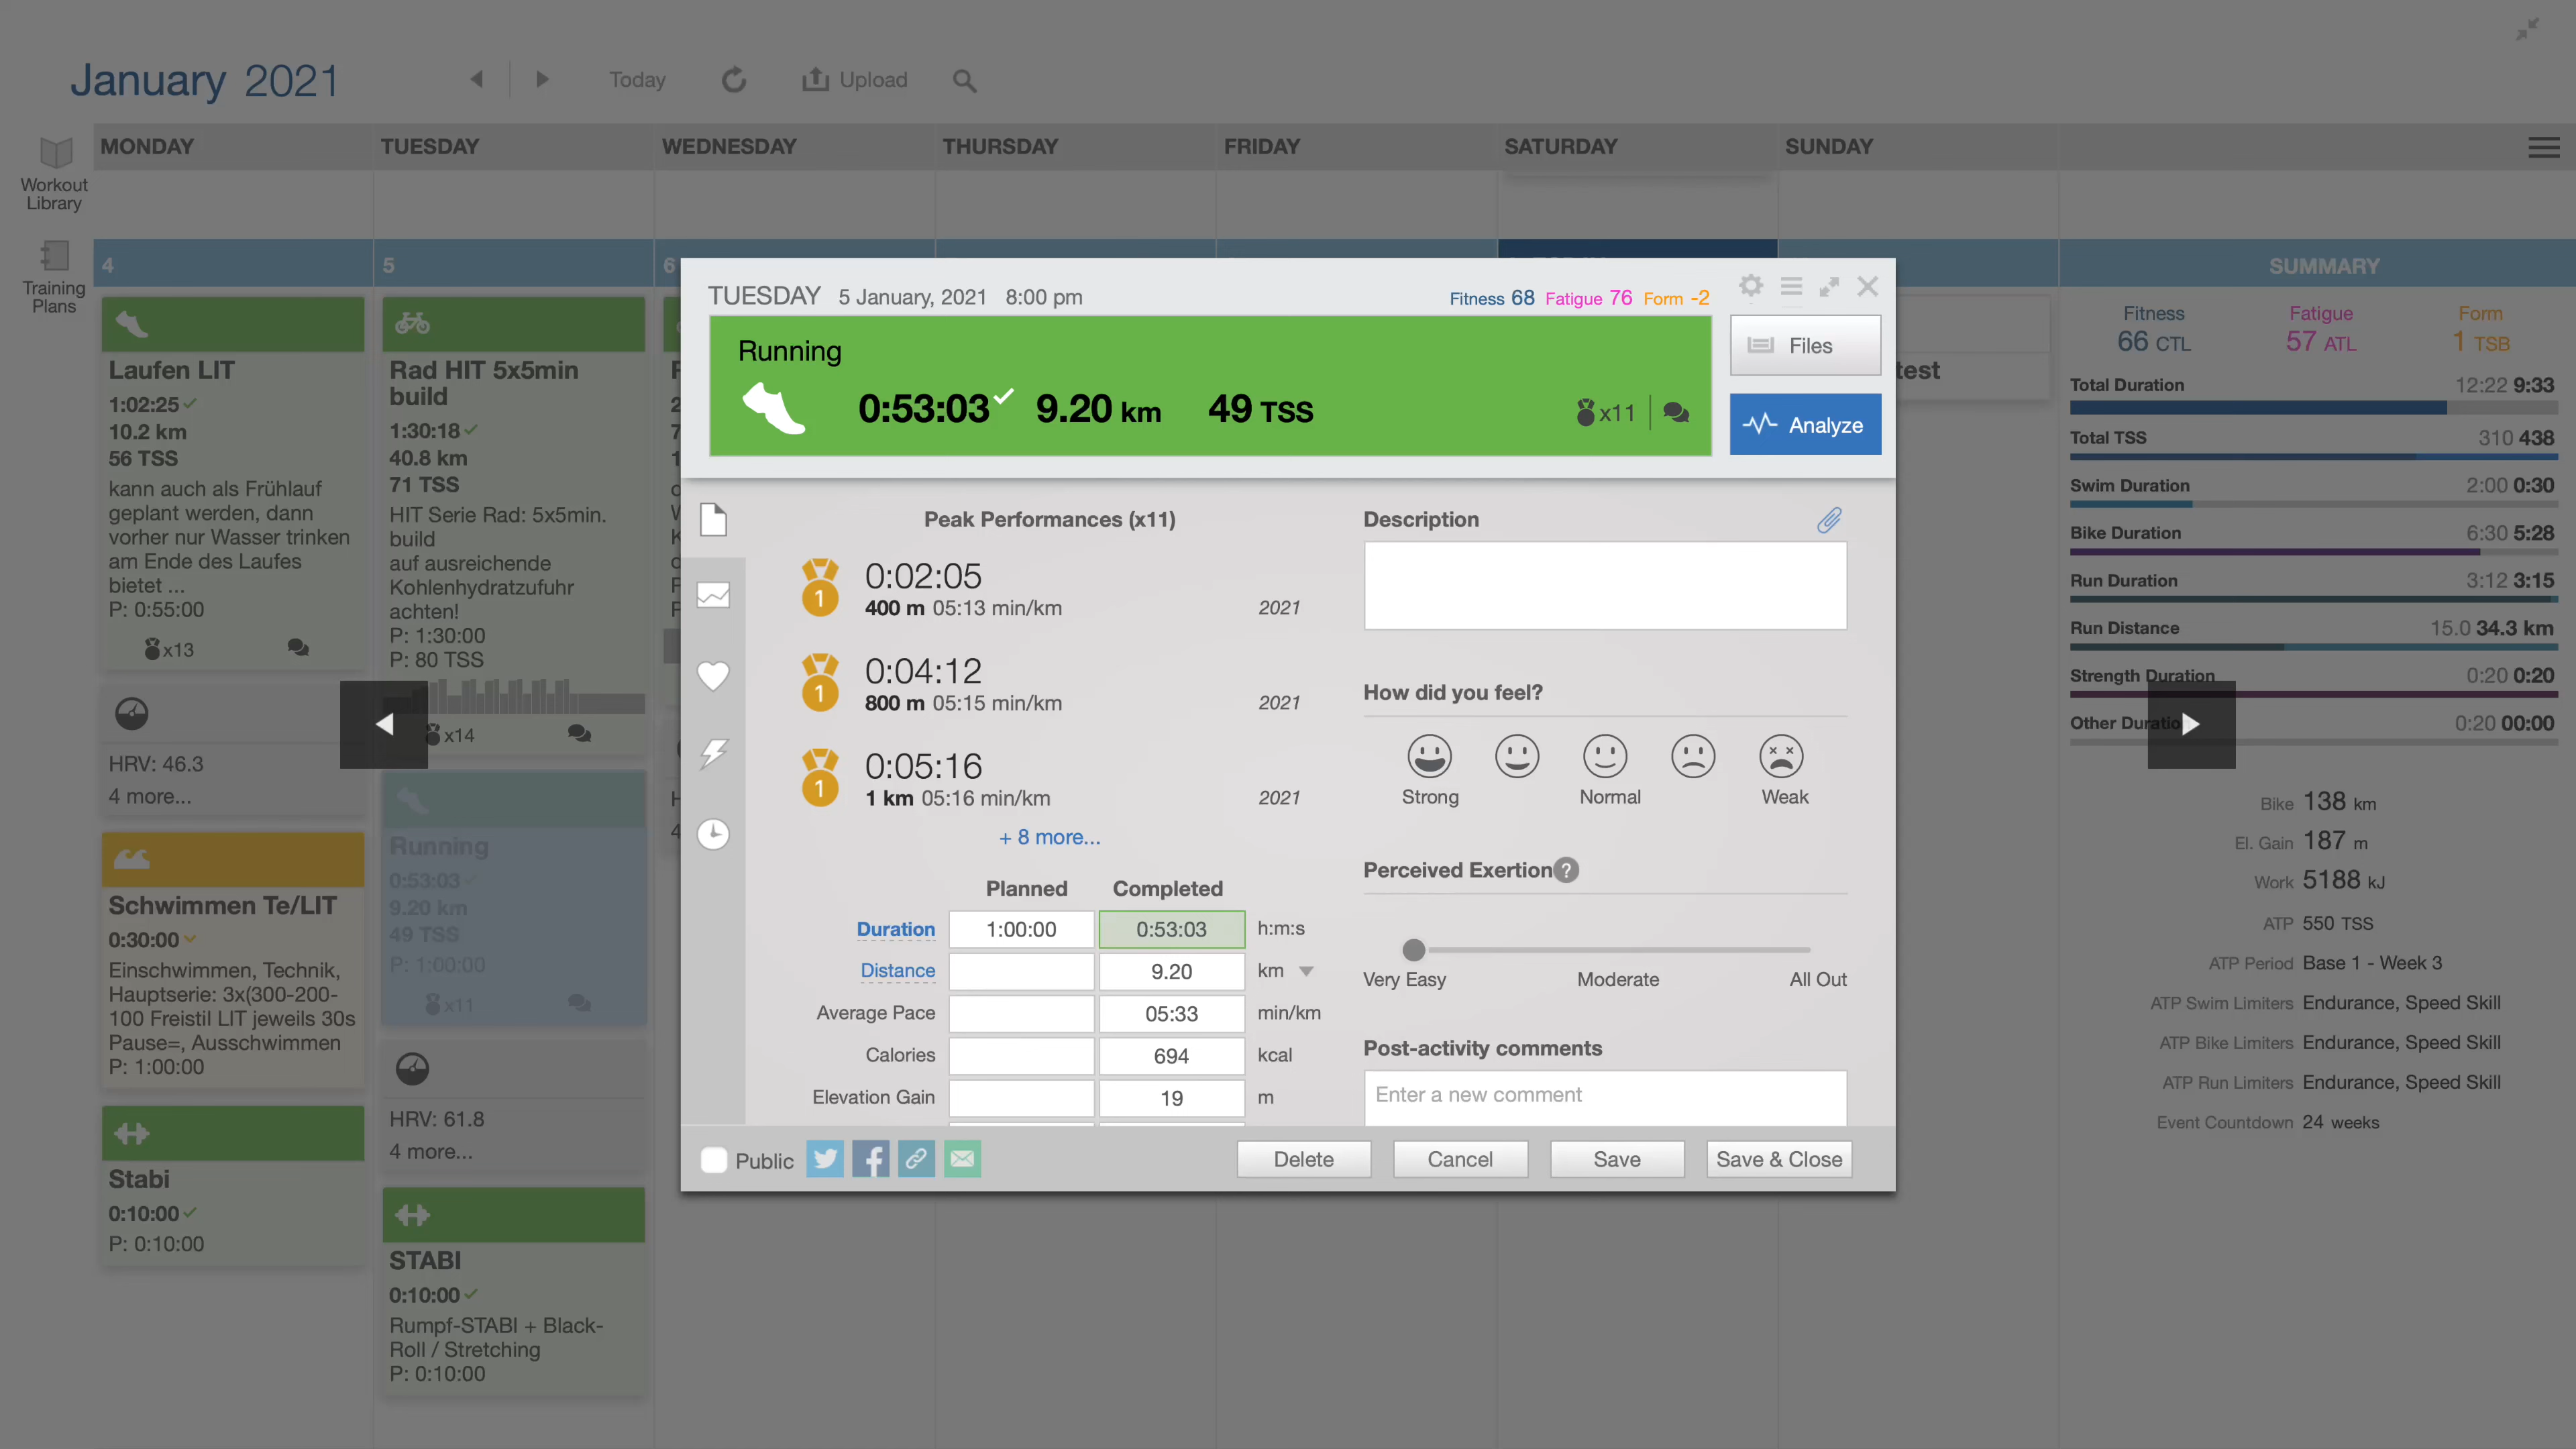 January 2021
Today
Upload
Workout
Library
Training
Plans
MONDAY
TUESDAY
WEDNESDAY
THURSDAY
FRIDAY
SATURDAY
SUNDAY
4
5
6
SUMMARY
Laufen LIT
1:02:25
10.2 km
56 TSS
kann auch als Frühlauf
geplant werden, dann
vorher nur Wasser trinken
am Ende des Laufes
bietet ...
P: 0:55:00
x13
HRV: 46.3
4 more...
Schwimmen Te/LIT
0:30:00
Einschwimmen, Technik,
Hauptserie: 3x(300-200-
100 Freistil LIT jeweils 30s
Pause=, Ausschwimmen
P: 1:00:00
Stabi
0:10:00
P: 0:10:00
Rad HIT 5x5min
build
1:30:18
40.8 km
71 TSS
HIT Serie Rad: 5x5min.
build
auf ausreichende
Kohlenhydratzufuhr
achten!
P: 1:30:00
P: 80 TSS
x14
Running
0:53:03
9.20 km
49 TSS
P: 1:00:00
x11
HRV: 61.8
4 more...
STABI
0:10:00
Rumpf-STABI + Black-
Roll / Stretching
P: 0:10:00
TUESDAY 5 January, 2021 8:00 pm
Fitness 68 Fatigue 76 Form -2
Running
0:53:03 9.20 km 49 TSS
x11
Files
Analyze
Peak Performances (x11)
1
0:02:05
400 m 05:13 min/km
2021
1
0:04:12
800 m 05:15 min/km
2021
1
0:05:16
1 km 05:16 min/km
2021
+ 8 more...
Planned Completed
Duration 1:00:00 0:53:03 h:m:s
Distance 9.20 km
Average Pace 05:33 min/km
Calories 694 kcal
Elevation Gain 19 m
Description
How did you feel?
Strong Normal Weak
Perceived Exertion ?
Very Easy Moderate All Out
Post-activity comments
Enter a new comment
Public
Delete
Cancel
Save
Save & Close
test
Fitness Fatigue Form
66 CTL 57 ATL 1 TSB
Total Duration 12:22 9:33
Total TSS 310 438
Swim Duration 2:00 0:30
Bike Duration 6:30 5:28
Run Duration 3:12 3:15
Run Distance 15.0 34.3 km
Strength Duration 0:20 0:20
Other Duratio 0:20 00:00
Bike 138 km
El. Gain 187 m
Work 5188 kJ
ATP 550 TSS
ATP Period Base 1 - Week 3
ATP Swim Limiters Endurance, Speed Skill
ATP Bike Limiters Endurance, Speed Skill
ATP Run Limiters Endurance, Speed Skill
Event Countdown 24 weeks